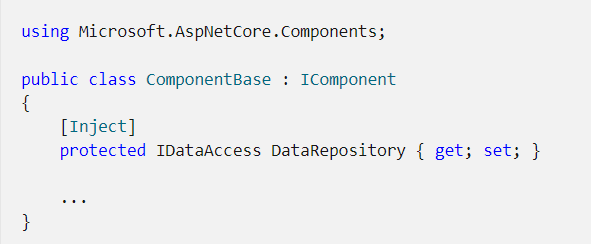 using Microsoft.AspNetCore.Components;
public class ComponentBase : IComponent
{
    [Inject]
    protected IDataAccess DataRepository { get; set; }
    ...
}